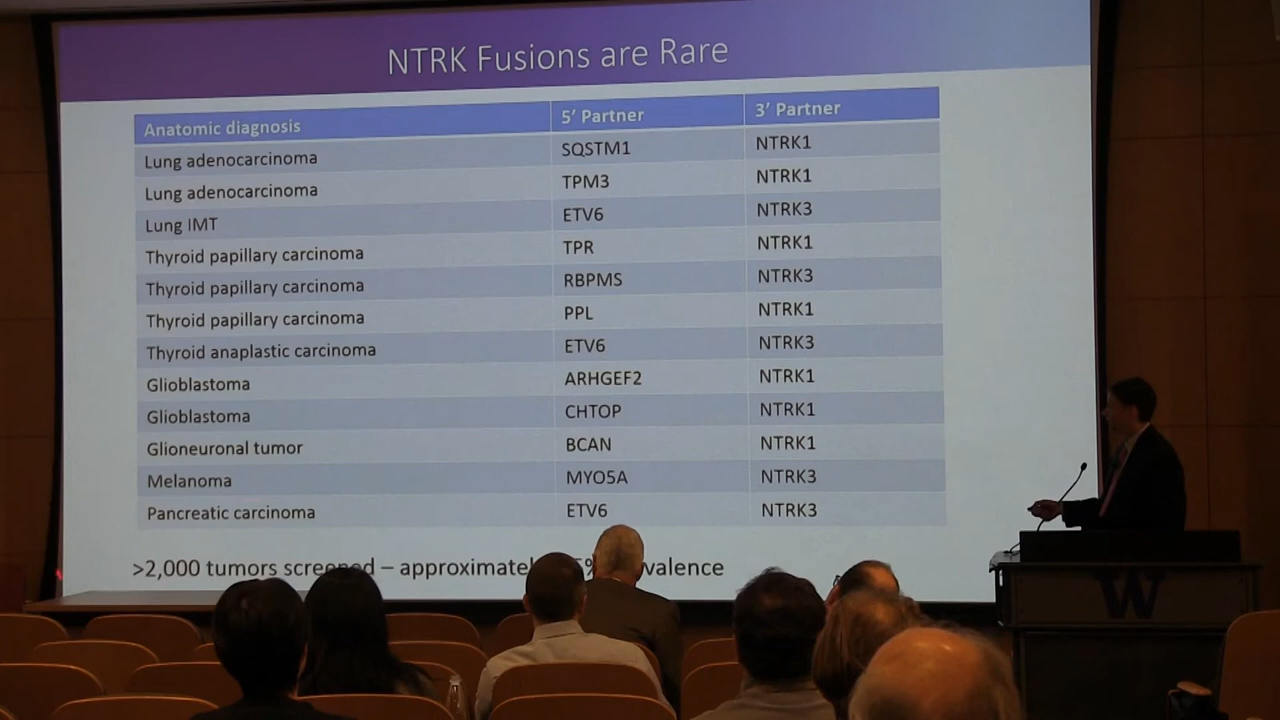 NTRK Fusions are Rare
Anatomic diagnosis 5' Partner 3' Partner
Lung adenocarcinoma SQSTM1 NTRK1
Lung adenocarcinoma TPM3 NTRK1
Lung IMT ETV6 NTRK3
Thyroid papillary carcinoma TPR NTRK1
Thyroid papillary carcinoma RBPMS NTRK3
Thyroid papillary carcinoma PPL NTRK1
Thyroid anaplastic carcinoma ETV6 NTRK3
Glioblastoma ARHGEF2 NTRK1
Glioblastoma CHTOP NTRK1
Glioneuronal tumor BCAN NTRK1
Melanoma MYO5A NTRK3
Pancreatic carcinoma ETV6 NTRK3
>2,000 tumors screened – approximately
W